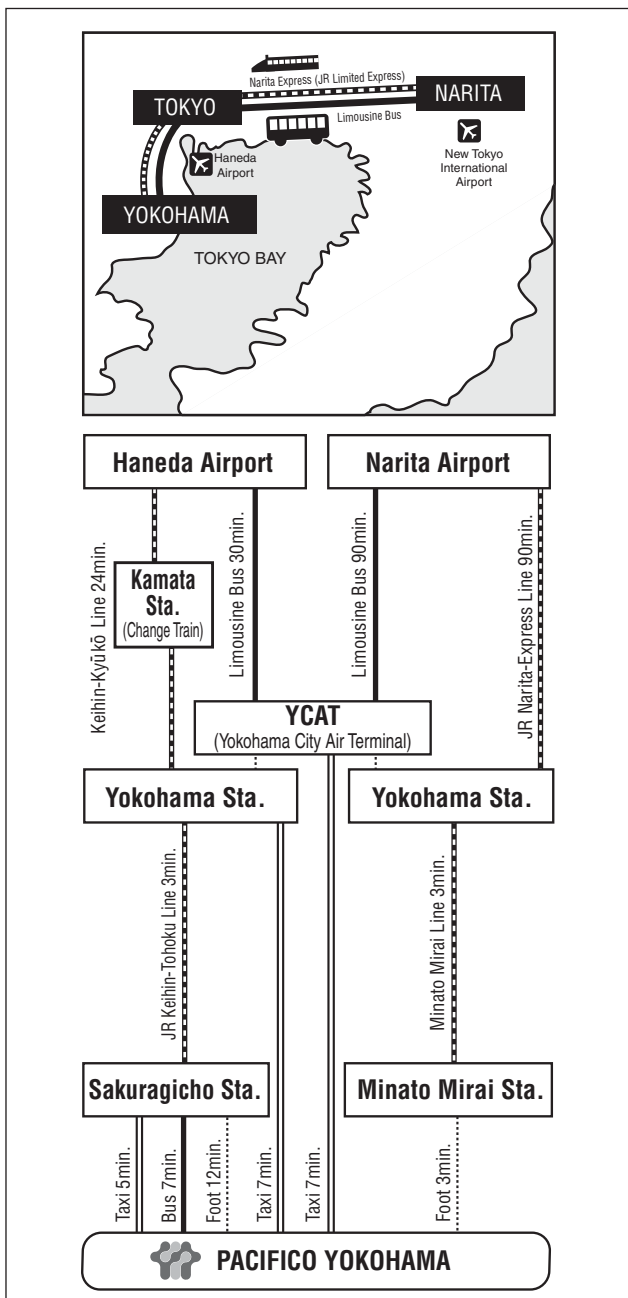 Narita Express (JR Limited Express)
TOKYO
NARITA
Limousine Bus
Haneda
Airport
New Tokyo
International
Airport
YOKOHAMA
TOKYO BAY
Haneda Airport
Narita Airport
Keihin-Kyūkō Line 24min.
Kamata
Sta.
(Change Train)
Limousine Bus 30min.
Limousine Bus 90min.
JR Narita-Express Line 90min.
YCAT
(Yokohama City Air Terminal)
Yokohama Sta.
Yokohama Sta.
JR Keihin-Tohoku Line 3min.
Minato Mirai Line 3min.
Sakuragicho Sta.
Minato Mirai Sta.
Taxi 5min.
Bus 7min.
Foot 12min.
Taxi 7min.
Taxi 7min.
Foot 3min.
PACIFICO YOKOHAMA